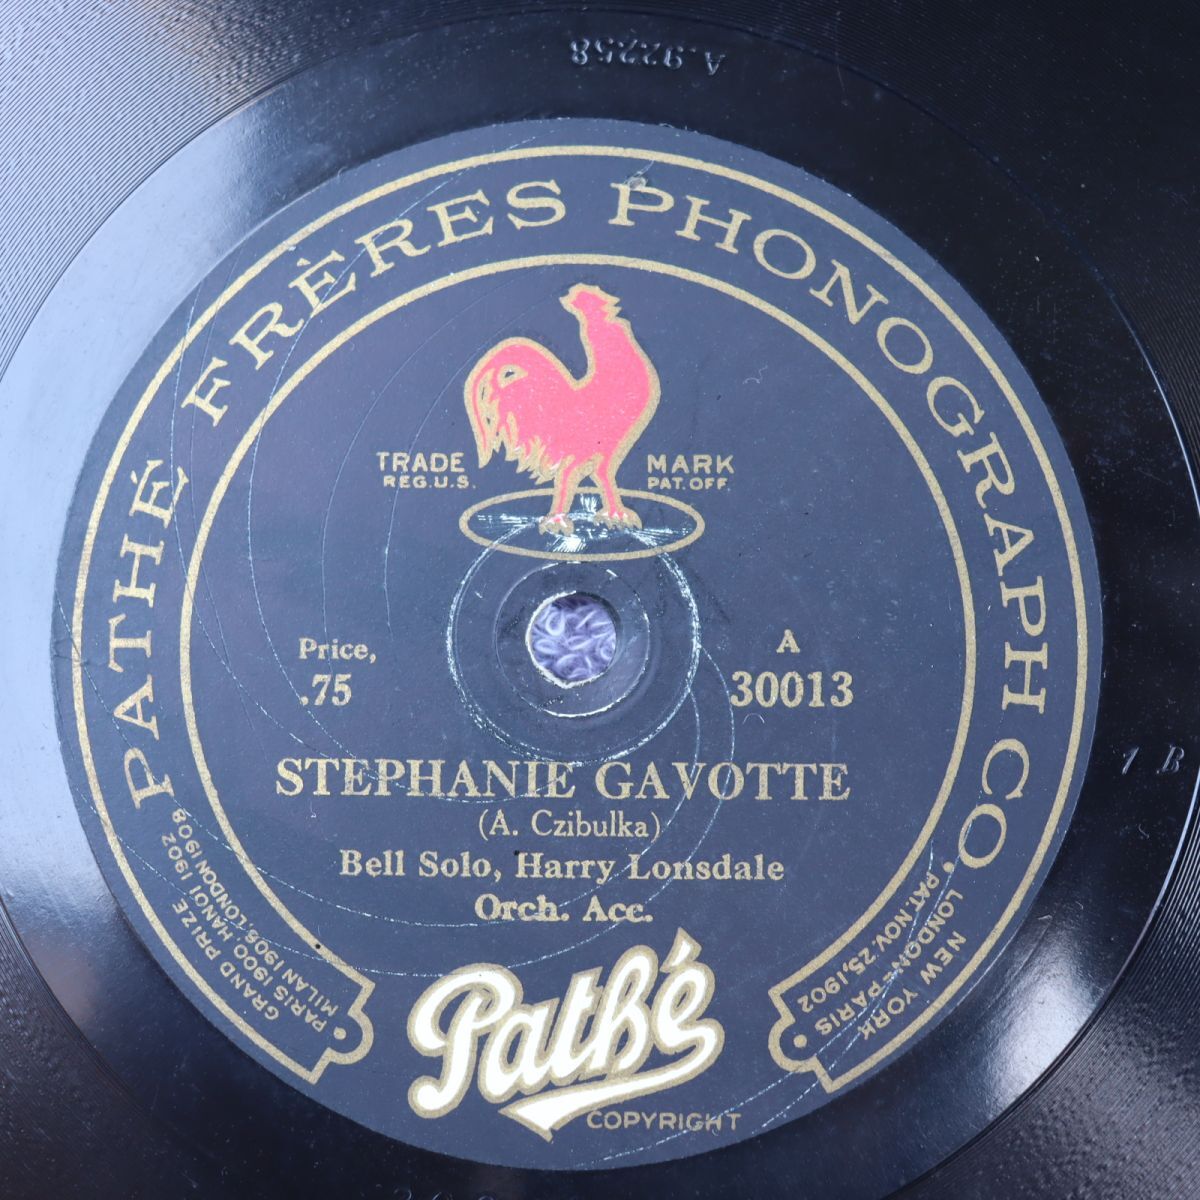 A.92258
PATHÉ FRÈRES PHONOGRAPH CO.
TRADE MARK
REG.U.S. PAT.OFF.
Price, A
.75 30013
STEPHANIE GAVOTTE
(A. Czibulka)
Bell Solo, Harry Lonsdale
Orch. Acc.
Pathé
COPYRIGHT
GRAND PRIZE
PARIS 1900 HANOI 1902
MILAN 1906 LONDON 1908
NEW YORK
LONDON-PARIS
PAT. NOV. 25, 1902
1 B